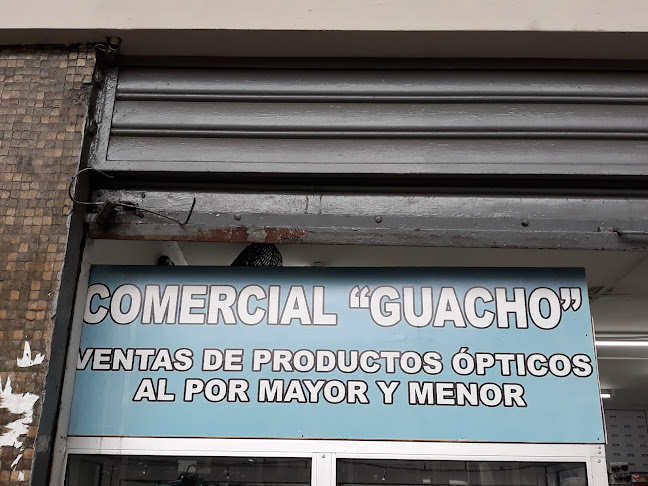 COMERCIAL “GUACHO”
VENTAS DE PRODUCTOS ÓPTICOS
AL POR MAYOR Y MENOR